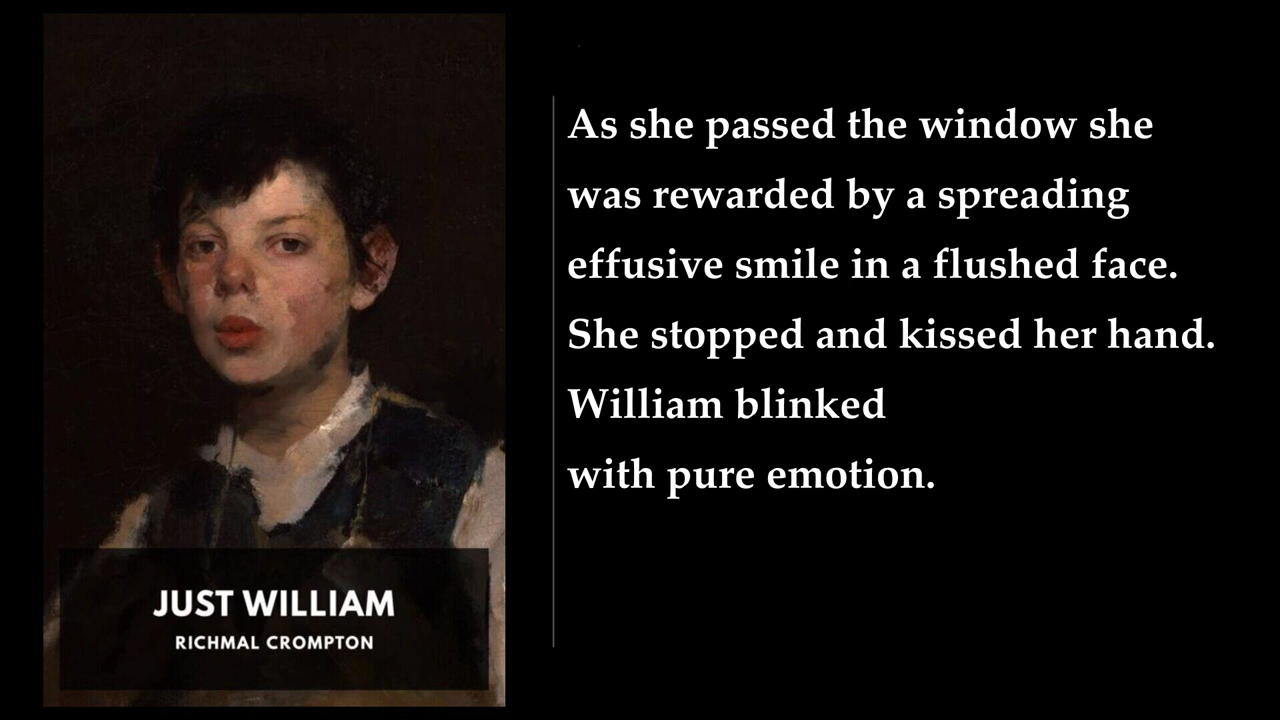 As she passed the window she
was rewarded by a spreading
effusive smile in a flushed face.
She stopped and kissed her hand.
William blinked
with pure emotion.
JUST WILLIAM
RICHMAL CROMPTON